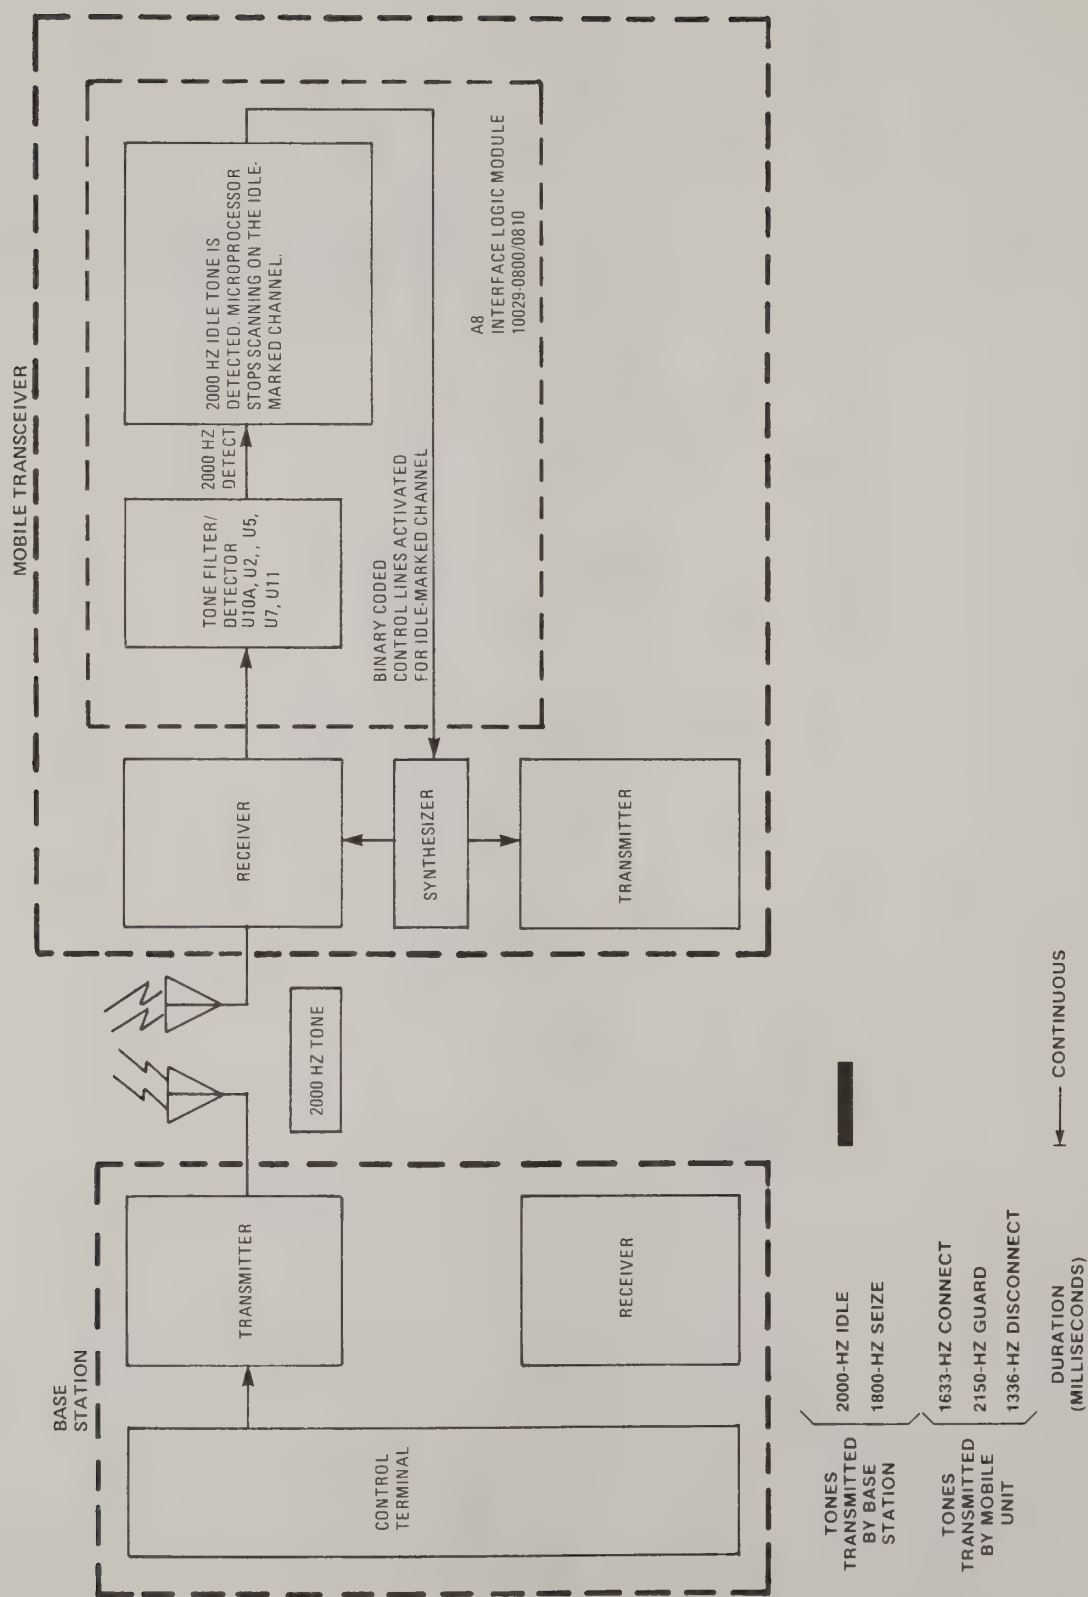 MOBILE TRANSCEIVER
BASE
STATION
CONTROL
TERMINAL
TRANSMITTER
RECEIVER
2000 HZ TONE
RECEIVER
SYNTHESIZER
TRANSMITTER
TONE FILTER/
DETECTOR
U10A, U2,, U5,
U7, U11
2000 HZ
DETECT
2000 HZ IDLE TONE IS
DETECTED. MICROPROCESSOR
STOPS SCANNING ON THE IDLE-
MARKED CHANNEL.
BINARY CODED
CONTROL LINES ACTIVATED
FOR IDLE-MARKED CHANNEL
A8
INTERFACE LOGIC MODULE
10029-0800/0810
TONES
TRANSMITTED
BY BASE
STATION
2000-HZ IDLE
1800-HZ SEIZE
TONES
TRANSMITTED
BY MOBILE
UNIT
1633-HZ CONNECT
2150-HZ GUARD
1336-HZ DISCONNECT
DURATION
(MILLISECONDS)
CONTINUOUS